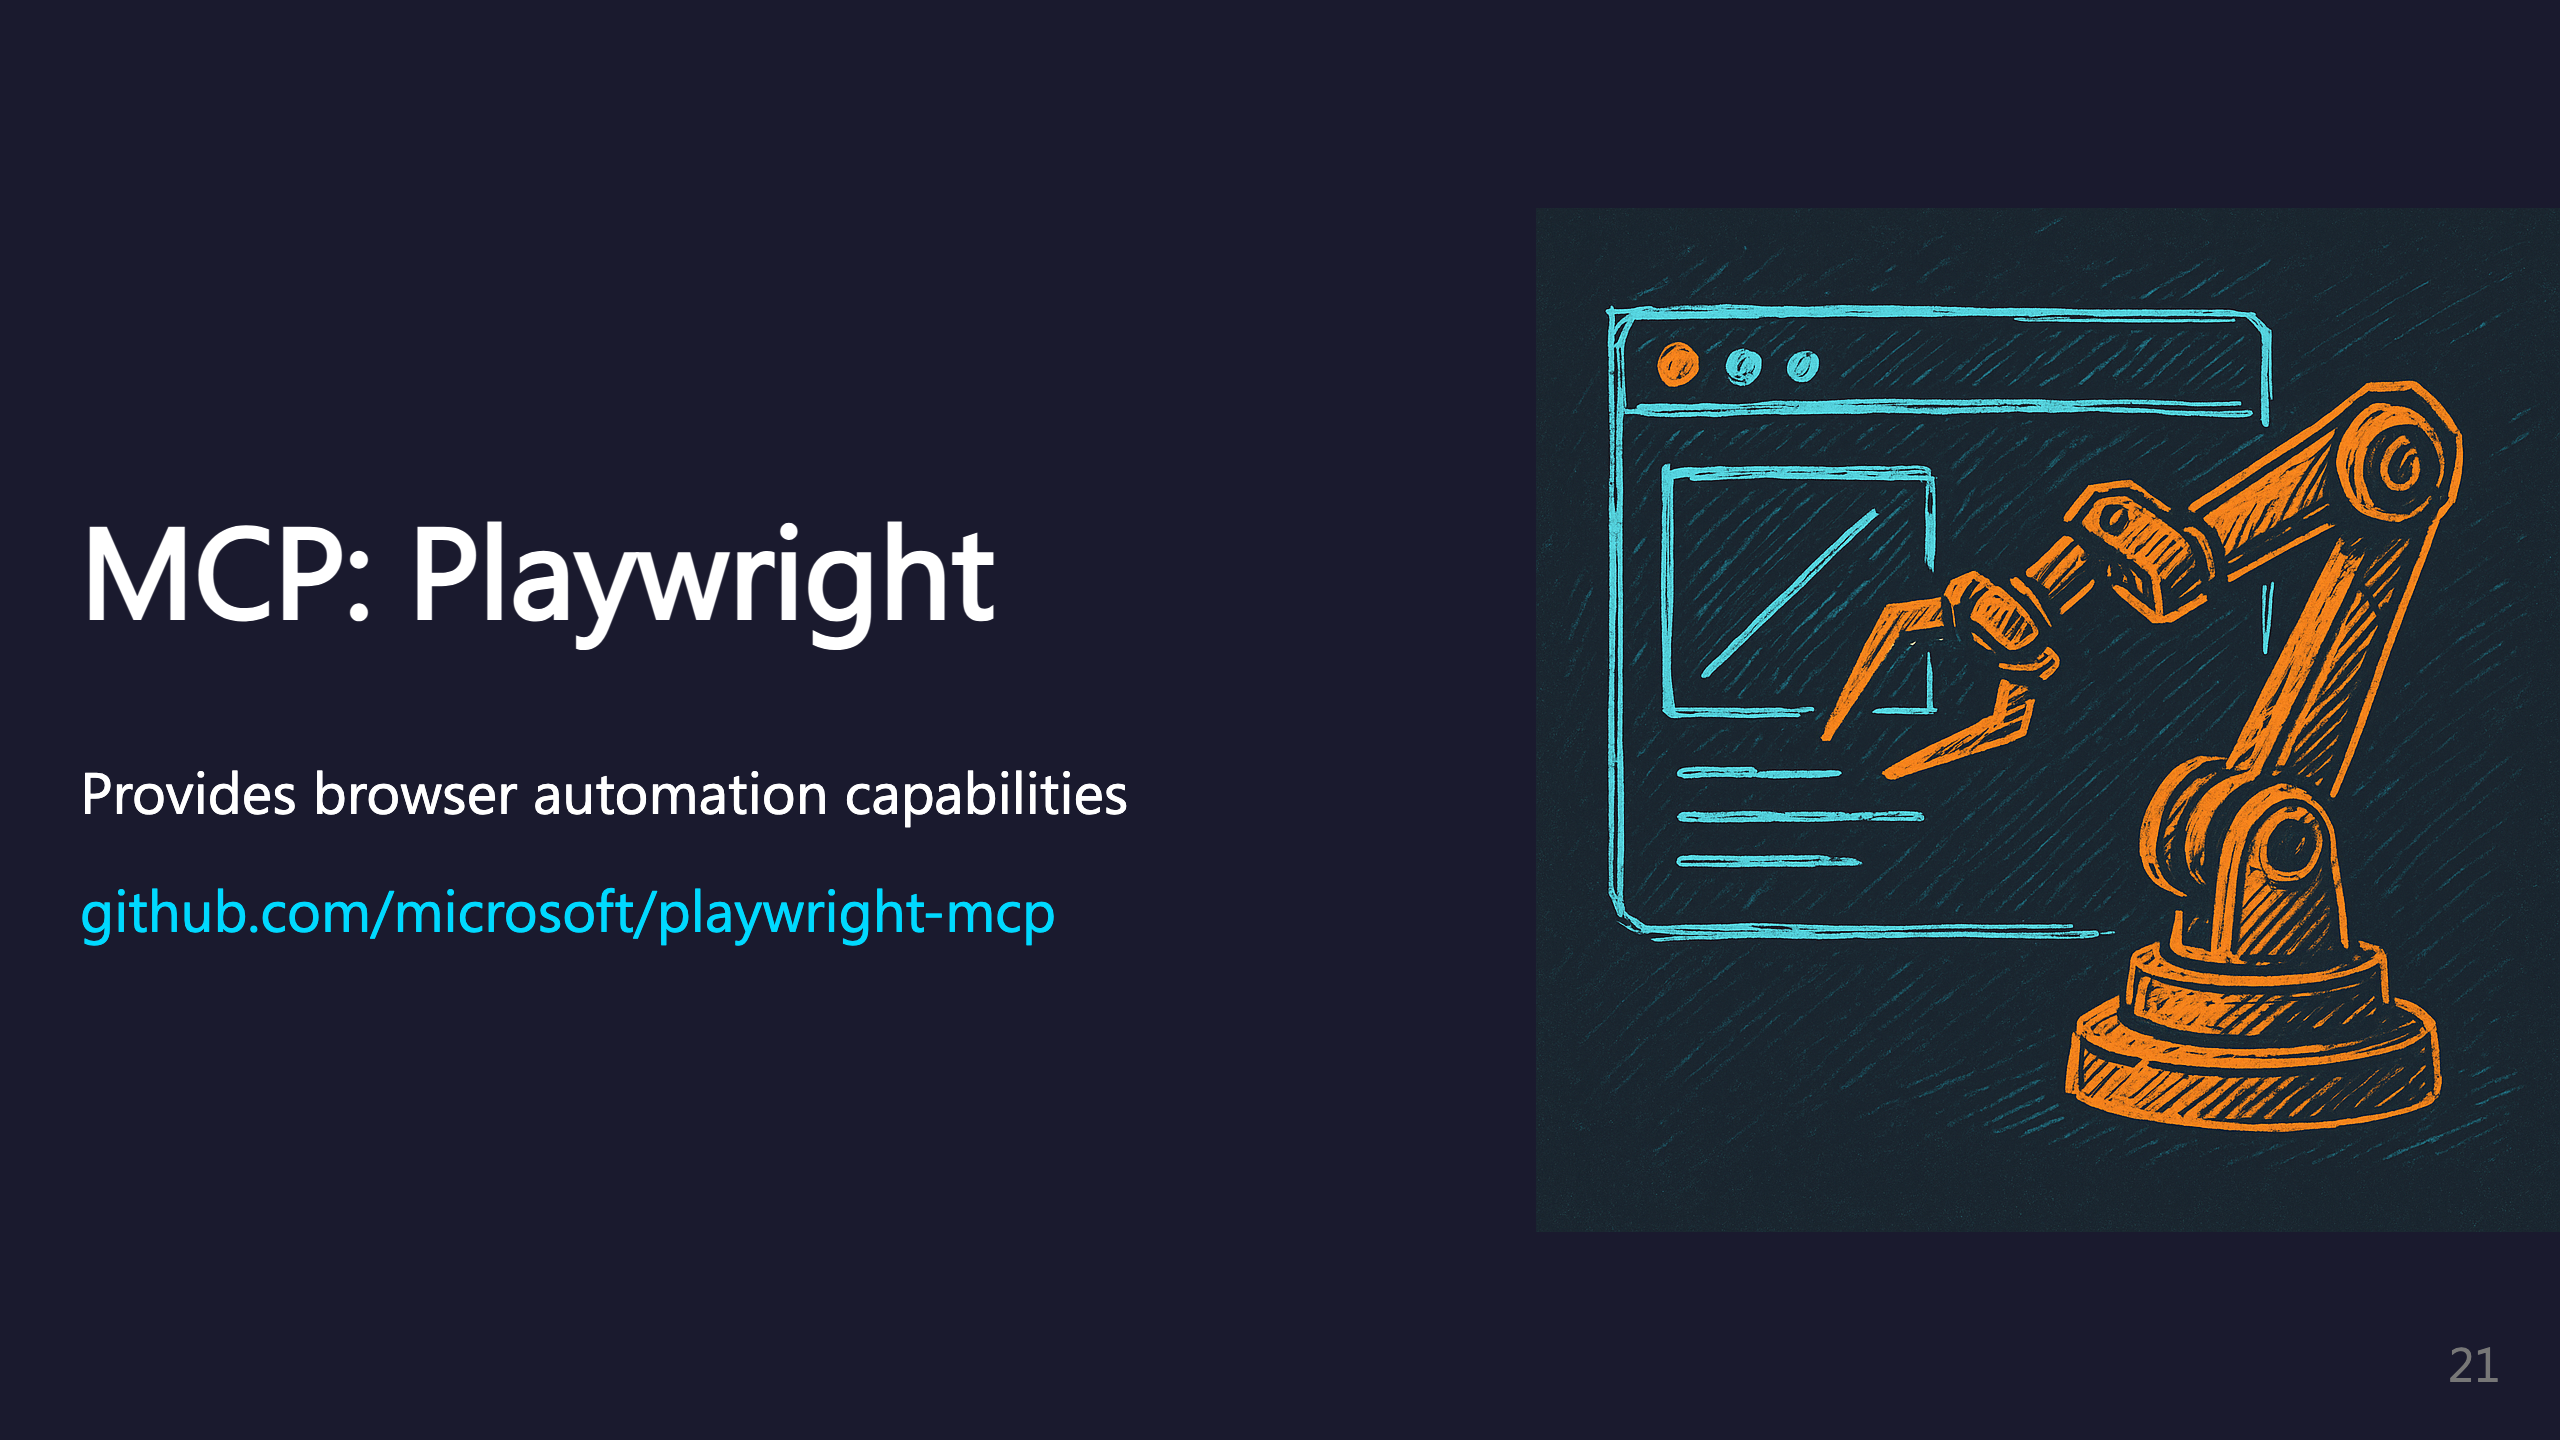 MCP: Playwright
Provides browser automation capabilities
github.com/microsoft/playwright-mcp
21